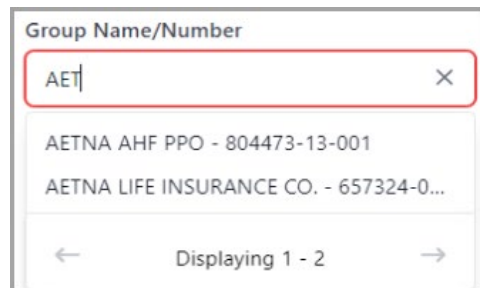 Group Name/Number
AET
AETNA AHF PPO - 804473-13-001
AETNA LIFE INSURANCE CO. - 657324-0...
Displaying 1 - 2